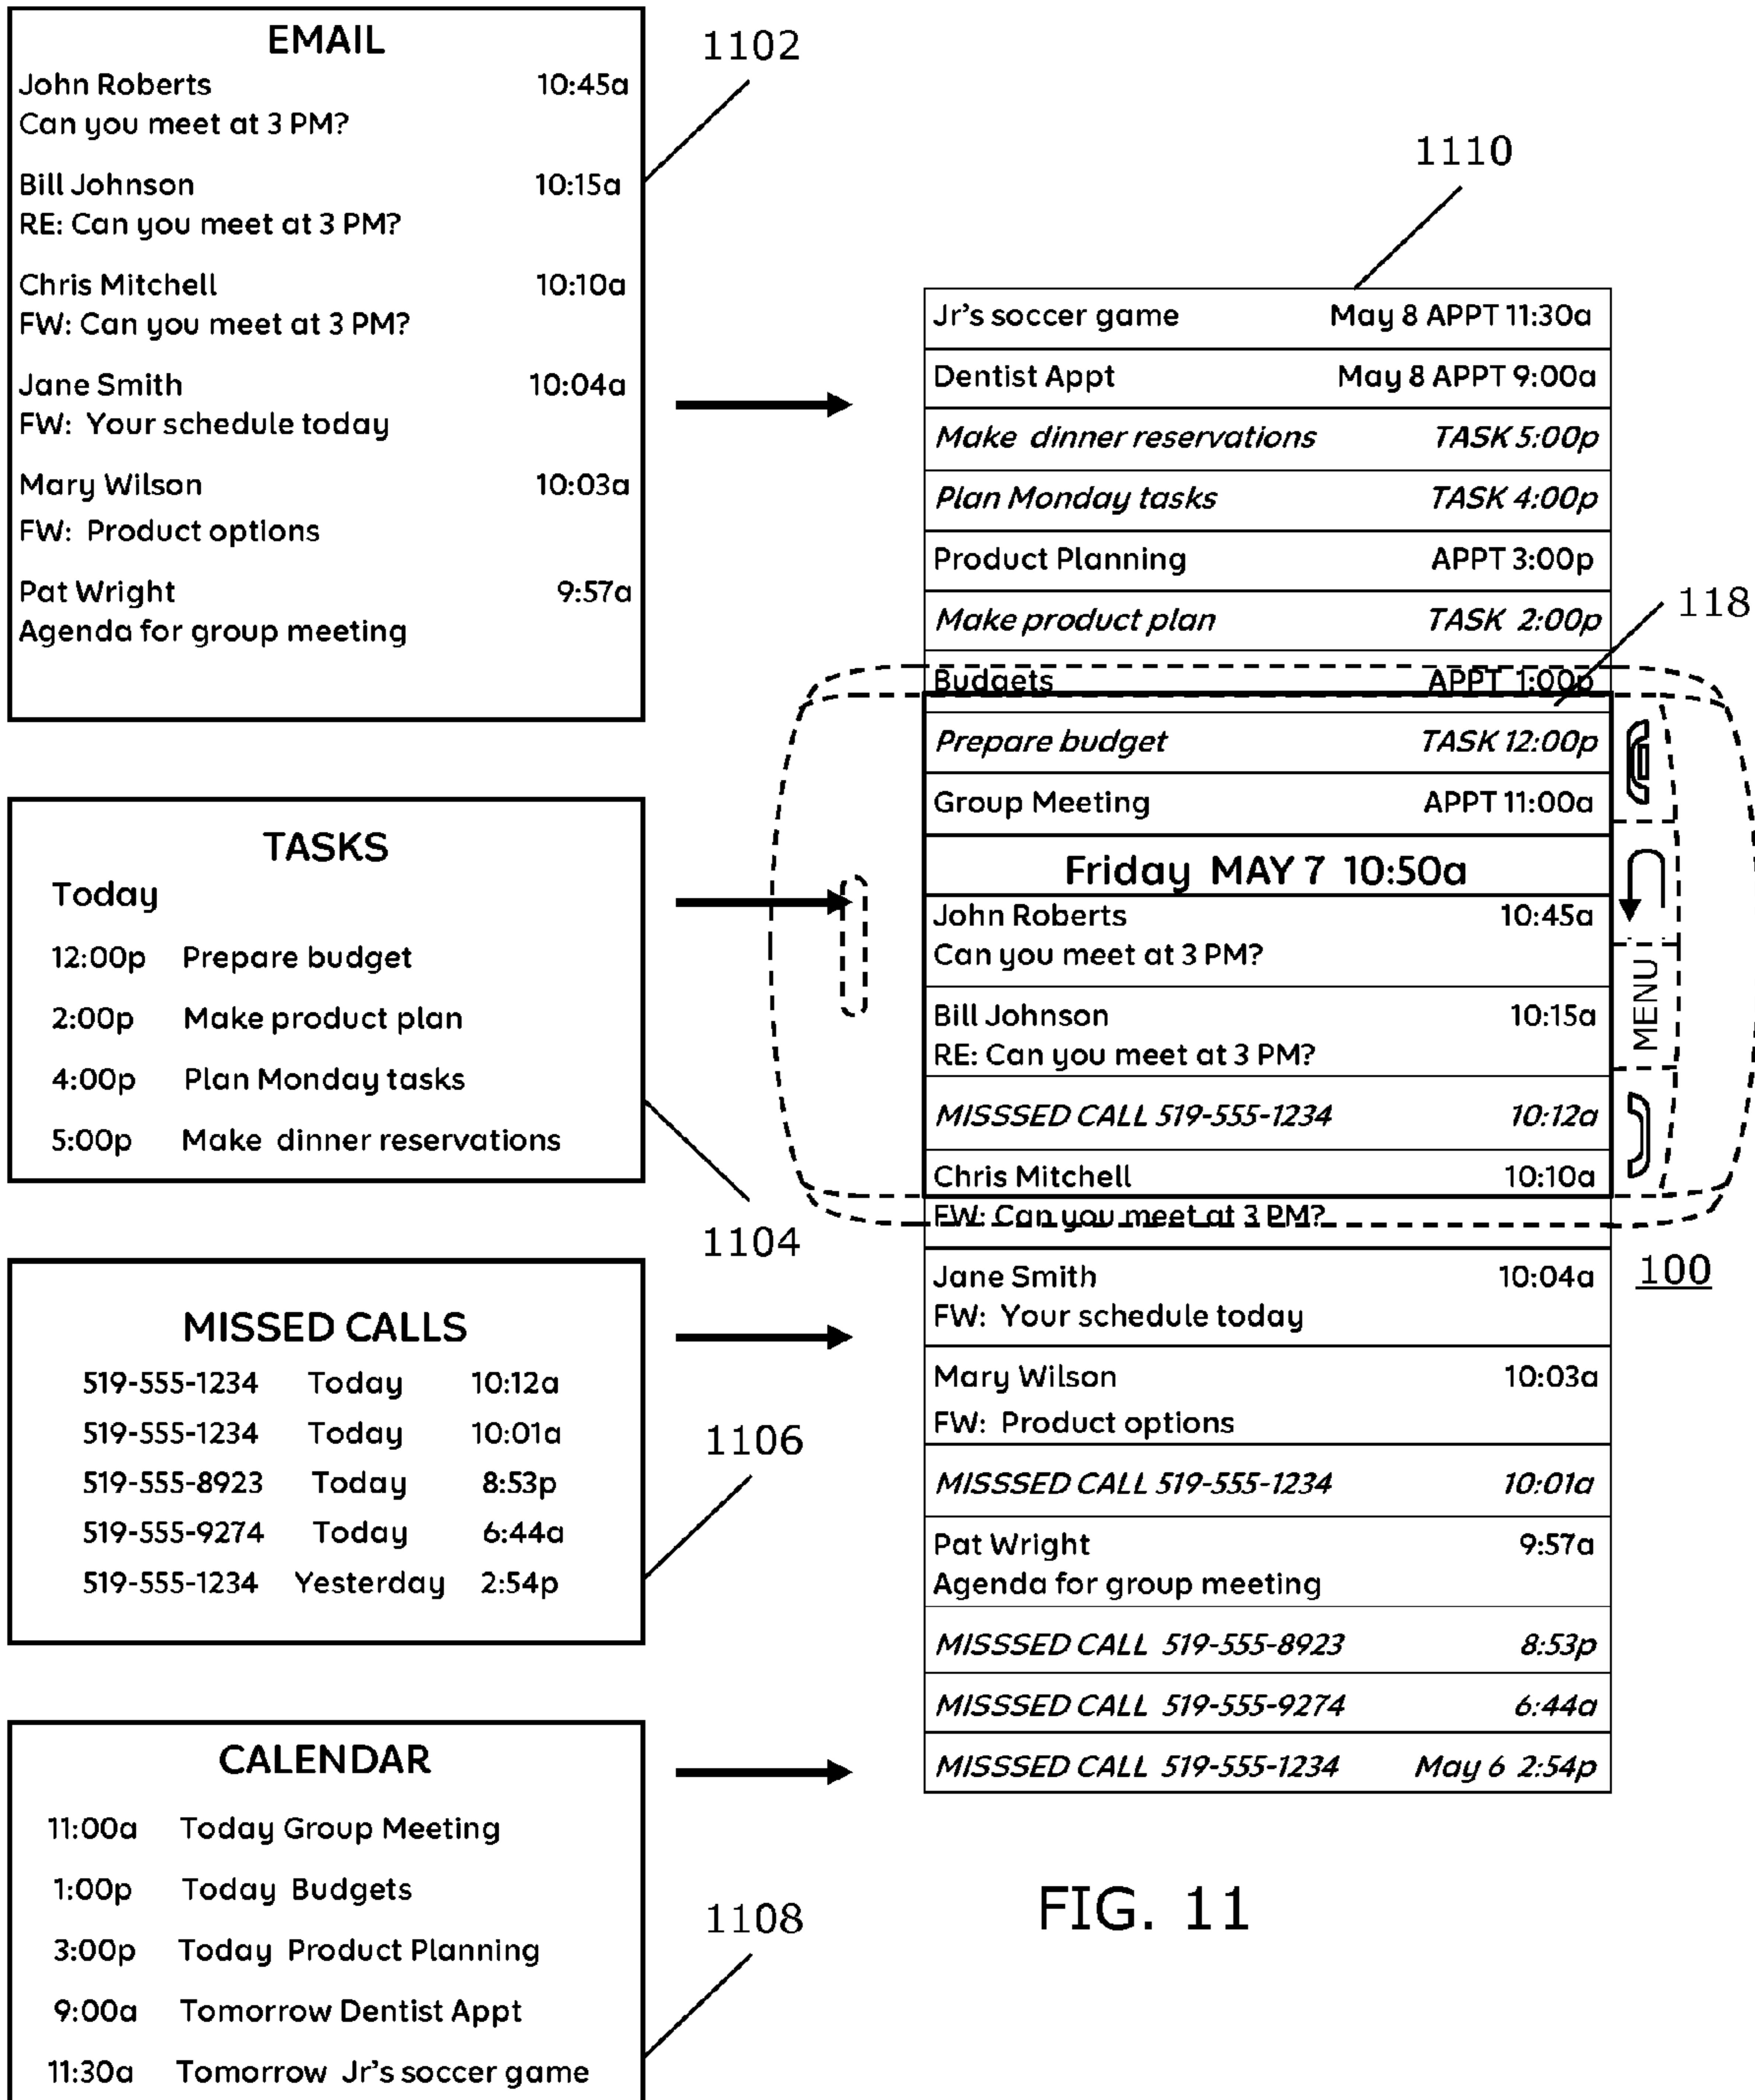 EMAIL
John Roberts 10:45a
Can you meet at 3 PM?
Bill Johnson 10:15a
RE: Can you meet at 3 PM?
Chris Mitchell 10:10a
FW: Can you meet at 3 PM?
Jane Smith 10:04a
FW: Your schedule today
Mary Wilson 10:03a
FW: Product options
Pat Wright 9:57a
Agenda for group meeting
1102
TASKS
Today
12:00p Prepare budget
2:00p Make product plan
4:00p Plan Monday tasks
5:00p Make dinner reservations
1104
MISSED CALLS
519-555-1234 Today 10:12a
519-555-1234 Today 10:01a
519-555-8923 Today 8:53p
519-555-9274 Today 6:44a
519-555-1234 Yesterday 2:54p
1106
CALENDAR
11:00a Today Group Meeting
1:00p Today Budgets
3:00p Today Product Planning
9:00a Tomorrow Dentist Appt
11:30a Tomorrow Jr's soccer game
1108
1110
Jr's soccer game May 8 APPT 11:30a
Dentist Appt May 8 APPT 9:00a
Make dinner reservations TASK 5:00p
Plan Monday tasks TASK 4:00p
Product Planning APPT 3:00p
Make product plan TASK 2:00p
118
Budgets APPT 1:00p
Prepare budget TASK 12:00p
Group Meeting APPT 11:00a
Friday MAY 7 10:50a
John Roberts 10:45a
Can you meet at 3 PM?
Bill Johnson 10:15a
RE: Can you meet at 3 PM?
MENU
MISSSED CALL 519-555-1234 10:12a
Chris Mitchell 10:10a
FW: Can you meet at 3 PM?
100
Jane Smith 10:04a
FW: Your schedule today
Mary Wilson 10:03a
FW: Product options
MISSSED CALL 519-555-1234 10:01a
Pat Wright 9:57a
Agenda for group meeting
MISSSED CALL 519-555-8923 8:53p
MISSSED CALL 519-555-9274 6:44a
MISSSED CALL 519-555-1234 May 6 2:54p
FIG. 11